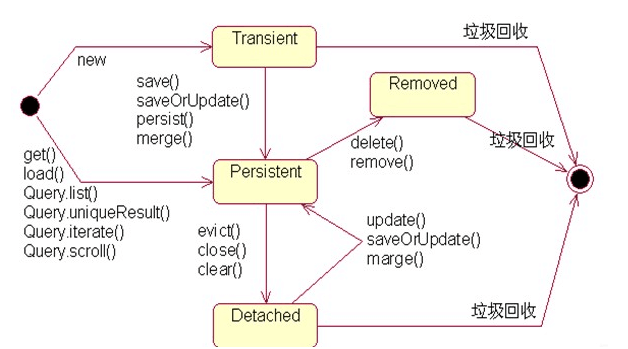 Transient
垃圾回收
new
save()
saveOrUpdate()
persist()
merge()
Removed
get()
load()
Query.list()
Query.uniqueResult()
Query.iterate()
Query.scroll()
Persistent
delete()
remove()
垃圾回收
evict()
close()
clear()
update()
saveOrUpdate()
marge()
Detached
垃圾回收